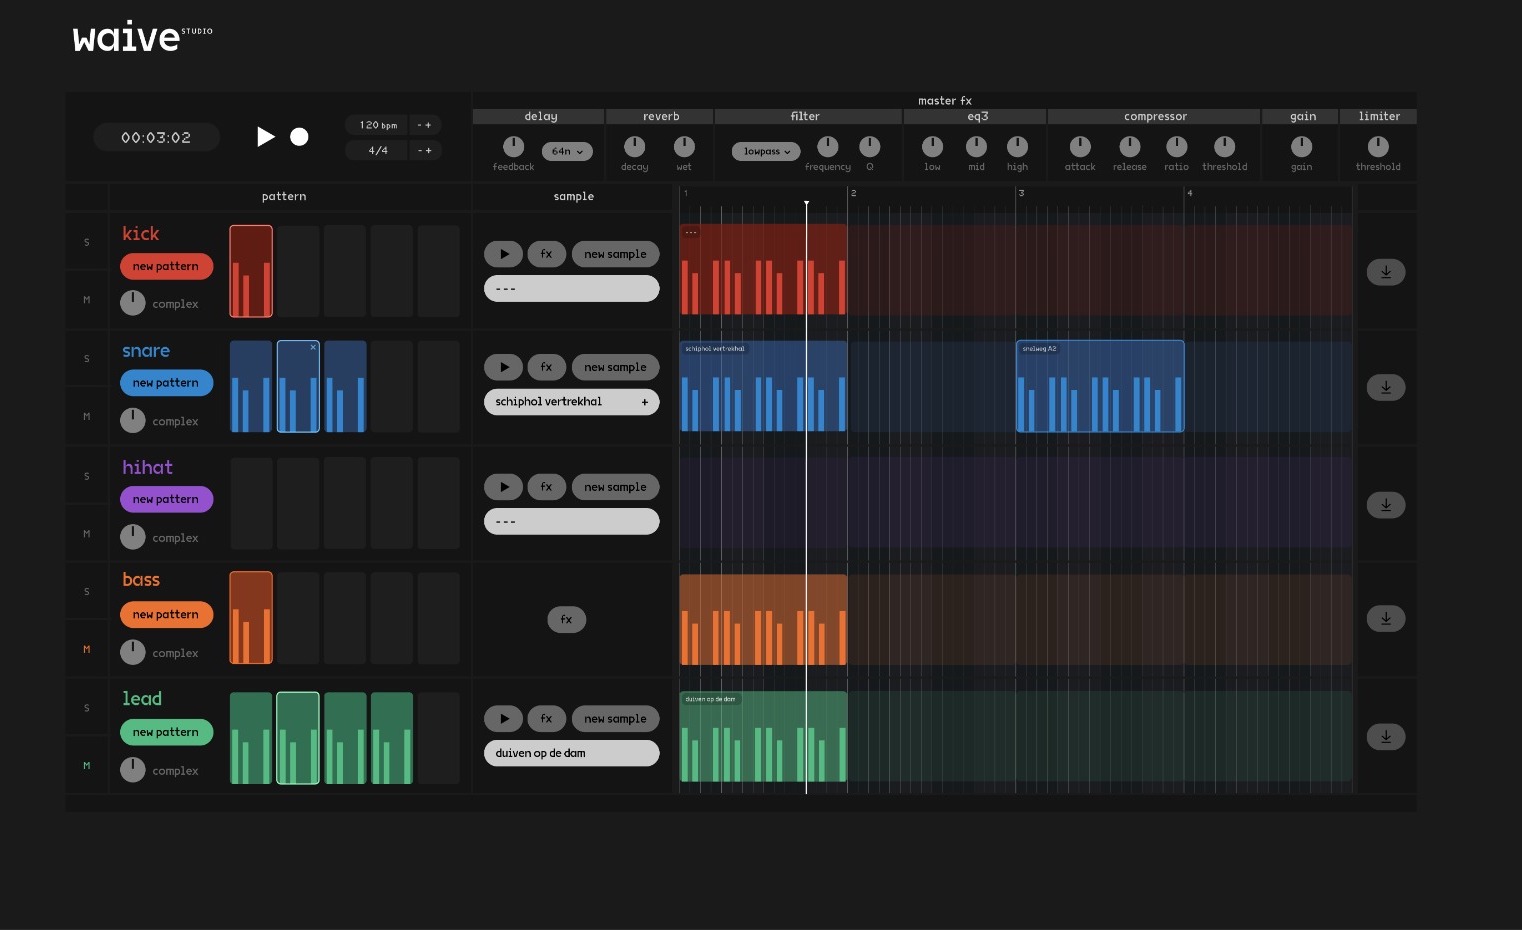 waive STUDIO
master fx
delay reverb filter eq3 compressor gain limiter
00:03:02
120 bpm - +
4/4 - +
64n lowpass
feedback decay wet frequency Q low mid high attack release ratio threshold gain threshold
pattern sample 1 2 3 4
kick
S
new pattern fx new sample
---
M complex
---
snare
S
new pattern fx new sample
schiphol vertrekhal snelweg A2
×
M complex
schiphol vertrekhal +
hihat
S
new pattern fx new sample
M complex
---
bass
S
new pattern fx
M complex
lead
S
new pattern fx new sample
duiven op de dam
M complex
duiven op de dam